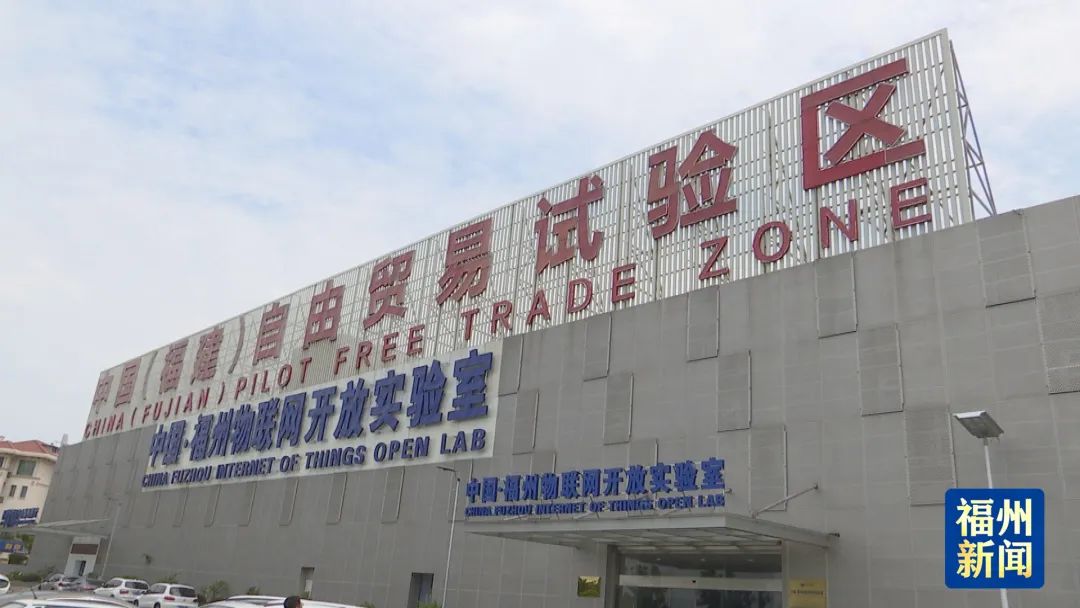 中国(福建)自由贸易试验区
CHINA (FUJIAN) PILOT FREE TRADE ZONE
中国·福州物联网开放实验室
CHINA FUZHOU INTERNET OF THINGS OPEN LAB
中国·福州物联网开放实验室
CHINA FUZHOU INTERNET OF THINGS OPEN LAB
福州
新闻